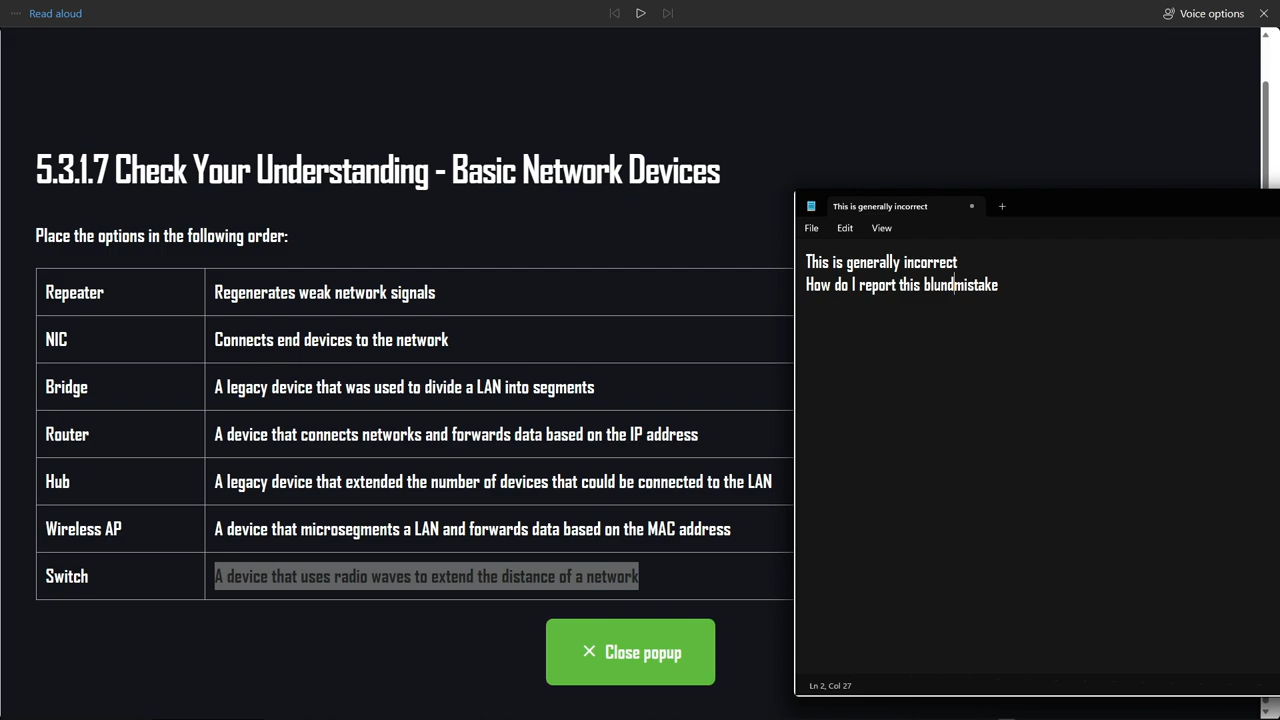 Read aloud
Voice options
5.3.1.7 Check Your Understanding - Basic Network Devices
Place the options in the following order:
Repeater Regenerates weak network signals
NIC Connects end devices to the network
Bridge A legacy device that was used to divide a LAN into segments
Router A device that connects networks and forwards data based on the IP address
Hub A legacy device that extended the number of devices that could be connected to the LAN
Wireless AP A device that microsegments a LAN and forwards data based on the MAC address
Switch A device that uses radio waves to extend the distance of a network
Close popup
This is generally incorrect
File Edit View
This is generally incorrect
How do I report this blundmistake
Ln 2, Col 27